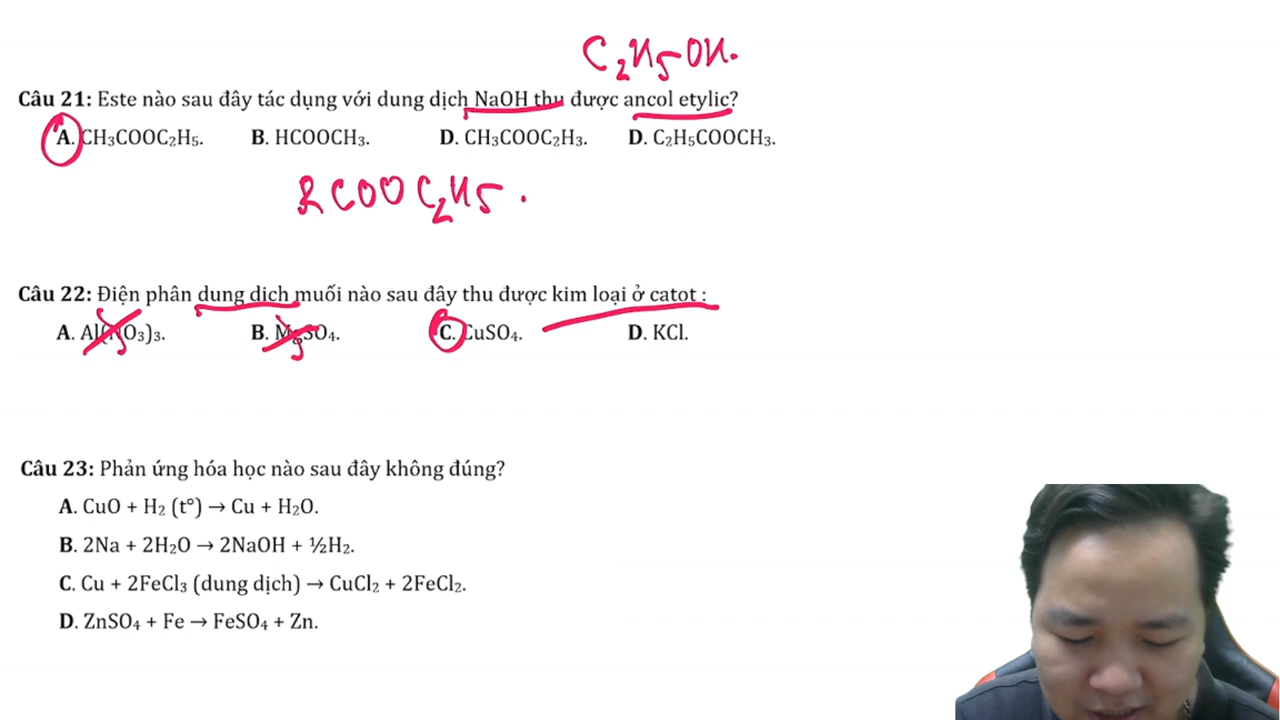 C₂H₅OH.
Câu 21: Este nào sau đây tác dụng với dung dịch NaOH thu được ancol etylic?
A. CH₃COOC₂H₅. B. HCOOCH₃. D. CH₃COOC₂H₃. D. C₂H₅COOCH₃.
RCOOC₂H₅.
Câu 22: Điện phân dung dịch muối nào sau đây thu được kim loại ở catot :
A. Al(NO₃)₃. B. MgSO₄. C. CuSO₄. D. KCl.
Câu 23: Phản ứng hóa học nào sau đây không đúng?
A. CuO + H₂ (t°) → Cu + H₂O.
B. 2Na + 2H₂O → 2NaOH + ½H₂.
C. Cu + 2FeCl₃ (dung dịch) → CuCl₂ + 2FeCl₂.
D. ZnSO₄ + Fe → FeSO₄ + Zn.